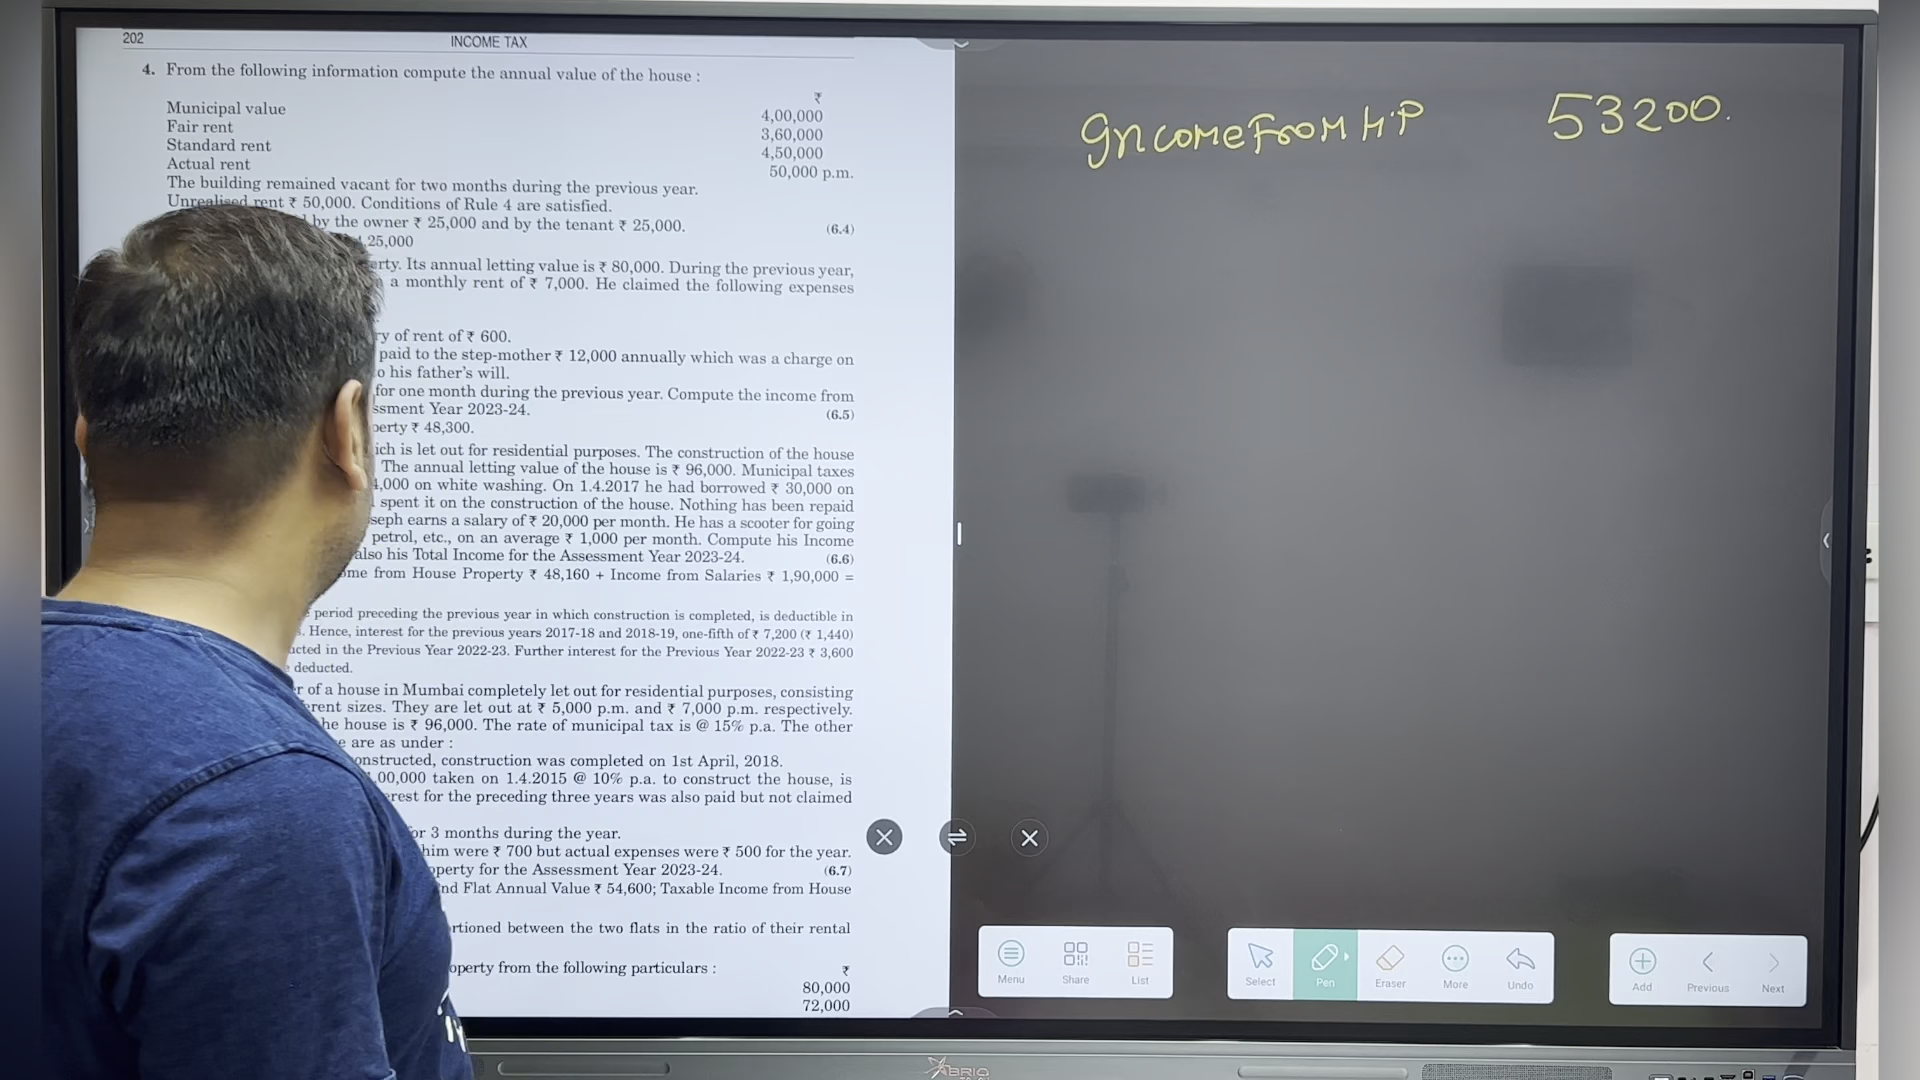 202
INCOME TAX
4. From the following information compute the annual value of the house :
₹
Municipal value 4,00,000
Fair rent 3,60,000
Standard rent 4,50,000
Actual rent 50,000 p.m.
The building remained vacant for two months during the previous year.
Unrealised rent ₹ 50,000. Conditions of Rule 4 are satisfied.
by the owner ₹ 25,000 and by the tenant ₹ 25,000. (6.4)
25,000
erty. Its annual letting value is ₹ 80,000. During the previous year,
a monthly rent of ₹ 7,000. He claimed the following expenses
ry of rent of ₹ 600.
paid to the step-mother ₹ 12,000 annually which was a charge on
o his father's will.
for one month during the previous year. Compute the income from
ssment Year 2023-24. (6.5)
perty ₹ 48,300.
ich is let out for residential purposes. The construction of the house
The annual letting value of the house is ₹ 96,000. Municipal taxes
4,000 on white washing. On 1.4.2017 he had borrowed ₹ 30,000 on
spent it on the construction of the house. Nothing has been repaid
seph earns a salary of ₹ 20,000 per month. He has a scooter for going
petrol, etc., on an average ₹ 1,000 per month. Compute his Income
also his Total Income for the Assessment Year 2023-24. (6.6)
me from House Property ₹ 48,160 + Income from Salaries ₹ 1,90,000 =
period preceding the previous year in which construction is completed, is deductible in
. Hence, interest for the previous years 2017-18 and 2018-19, one-fifth of ₹ 7,200 (₹ 1,440)
ucted in the Previous Year 2022-23. Further interest for the Previous Year 2022-23 ₹ 3,600
deducted.
r of a house in Mumbai completely let out for residential purposes, consisting
erent sizes. They are let out at ₹ 5,000 p.m. and ₹ 7,000 p.m. respectively.
he house is ₹ 96,000. The rate of municipal tax is @ 15% p.a. The other
e are as under :
onstructed, construction was completed on 1st April, 2018.
,00,000 taken on 1.4.2015 @ 10% p.a. to construct the house, is
erest for the preceding three years was also paid but not claimed
or 3 months during the year.
him were ₹ 700 but actual expenses were ₹ 500 for the year.
operty for the Assessment Year 2023-24. (6.7)
nd Flat Annual Value ₹ 54,600; Taxable Income from House
rtioned between the two flats in the ratio of their rental
operty from the following particulars : ₹
80,000
72,000
Income From H.P 53200.
Menu Share List
Select Pen Eraser More Undo
Add Previous Next